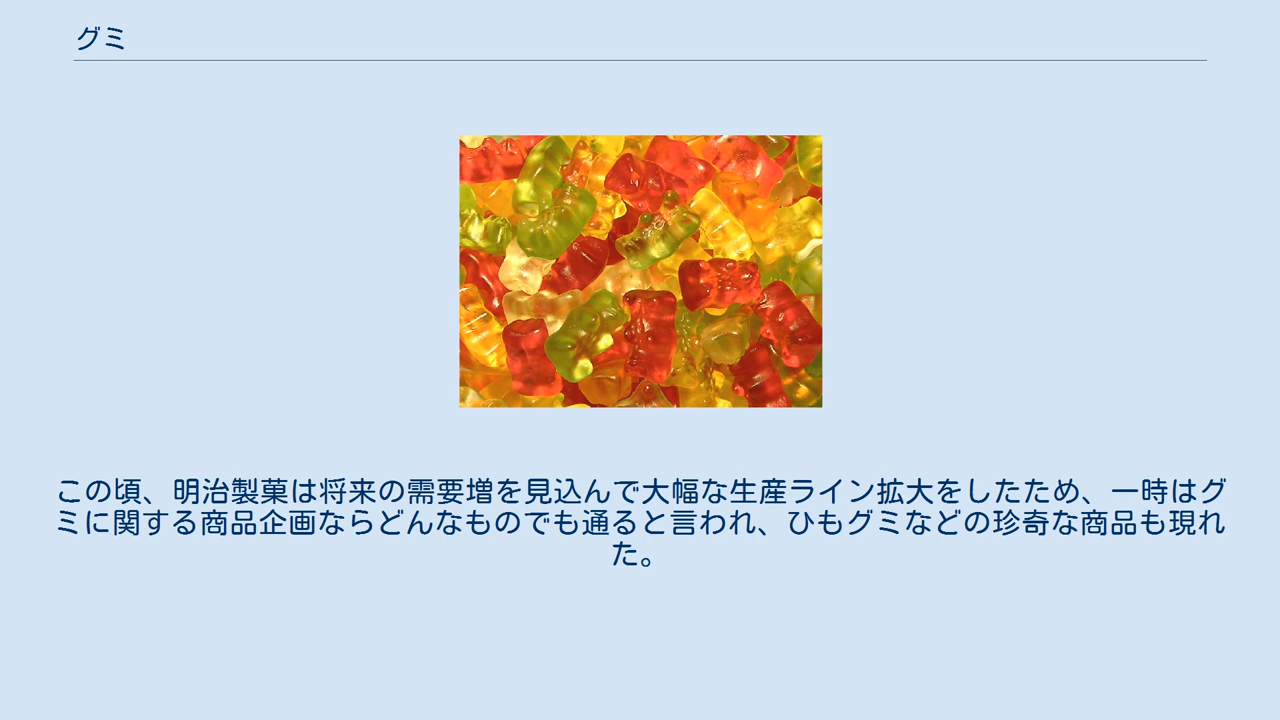 グミ
この頃、明治製菓は将来の需要増を見込んで大幅な生産ライン拡大をしたため、一時はグ
ミに関する商品企画ならどんなものでも通ると言われ、ひもグミなどの珍奇な商品も現れ
た。